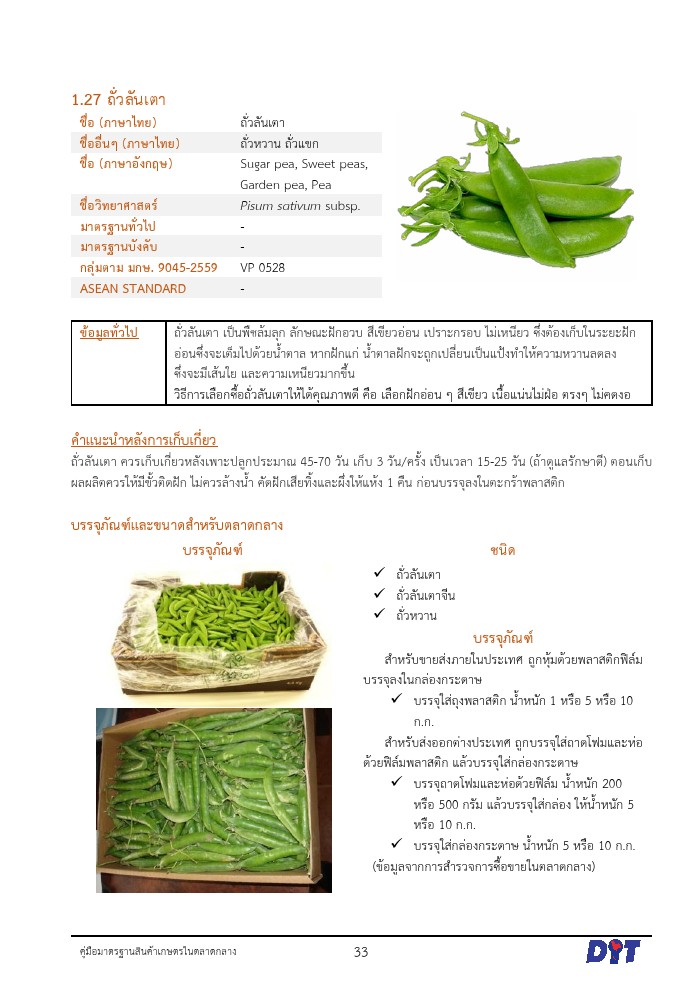 1.27 ถั่วลันเตา
ชื่อ (ภาษาไทย) ถั่วลันเตา
ชื่ออื่นๆ (ภาษาไทย) ถั่วหวาน ถั่วแขก
ชื่อ (ภาษาอังกฤษ) Sugar pea, Sweet peas,
Garden pea, Pea
ชื่อวิทยาศาสตร์ Pisum sativum subsp.
มาตรฐานทั่วไป -
มาตรฐานบังคับ -
กลุ่มตาม มกษ. 9045-2559 VP 0528
ASEAN STANDARD -
ข้อมูลทั่วไป ถั่วลันเตา เป็นพืชล้มลุก ลักษณะฝักอวบ สีเขียวอ่อน เปราะกรอบ ไม่เหนียว ซึ่งต้องเก็บในระยะฝัก
อ่อนซึ่งจะเต็มไปด้วยน้ำตาล หากฝักแก่ น้ำตาลฝักจะถูกเปลี่ยนเป็นแป้งทำให้ความหวานลดลง
ซึ่งจะมีเส้นใย และความเหนียวมากขึ้น
วิธีการเลือกซื้อถั่วลันเตาให้ได้คุณภาพดี คือ เลือกฝักอ่อน ๆ สีเขียว เนื้อแน่นไม่ฝ่อ ตรงๆ ไม่คดงอ
คำแนะนำหลังการเก็บเกี่ยว
ถั่วลันเตา ควรเก็บเกี่ยวหลังเพาะปลูกประมาณ 45-70 วัน เก็บ 3 วัน/ครั้ง เป็นเวลา 15-25 วัน (ถ้าดูแลรักษาดี) ตอนเก็บ
ผลผลิตควรให้มีขั้วติดฝัก ไม่ควรล้างน้ำ คัดฝักเสียทิ้งและผึ่งให้แห้ง 1 คืน ก่อนบรรจุลงในตะกร้าพลาสติก
บรรจุภัณฑ์และขนาดสำหรับตลาดกลาง
บรรจุภัณฑ์
ชนิด
✓ ถั่วลันเตา
✓ ถั่วลันเตาจีน
✓ ถั่วหวาน
บรรจุภัณฑ์
สำหรับขายส่งภายในประเทศ ถูกหุ้มด้วยพลาสติกฟิล์ม
บรรจุลงในกล่องกระดาษ
✓ บรรจุใส่ถุงพลาสติก น้ำหนัก 1 หรือ 5 หรือ 10
ก.ก.
สำหรับส่งออกต่างประเทศ ถูกบรรจุใส่ถาดโฟมและห่อ
ด้วยฟิล์มพลาสติก แล้วบรรจุใส่กล่องกระดาษ
✓ บรรจุถาดโฟมและห่อด้วยฟิล์ม น้ำหนัก 200
หรือ 500 กรัม แล้วบรรจุใส่กล่อง ให้น้ำหนัก 5
หรือ 10 ก.ก.
✓ บรรจุใส่กล่องกระดาษ น้ำหนัก 5 หรือ 10 ก.ก.
(ข้อมูลจากการสำรวจการซื้อขายในตลาดกลาง)
คู่มือมาตรฐานสินค้าเกษตรในตลาดกลาง 33 DIT